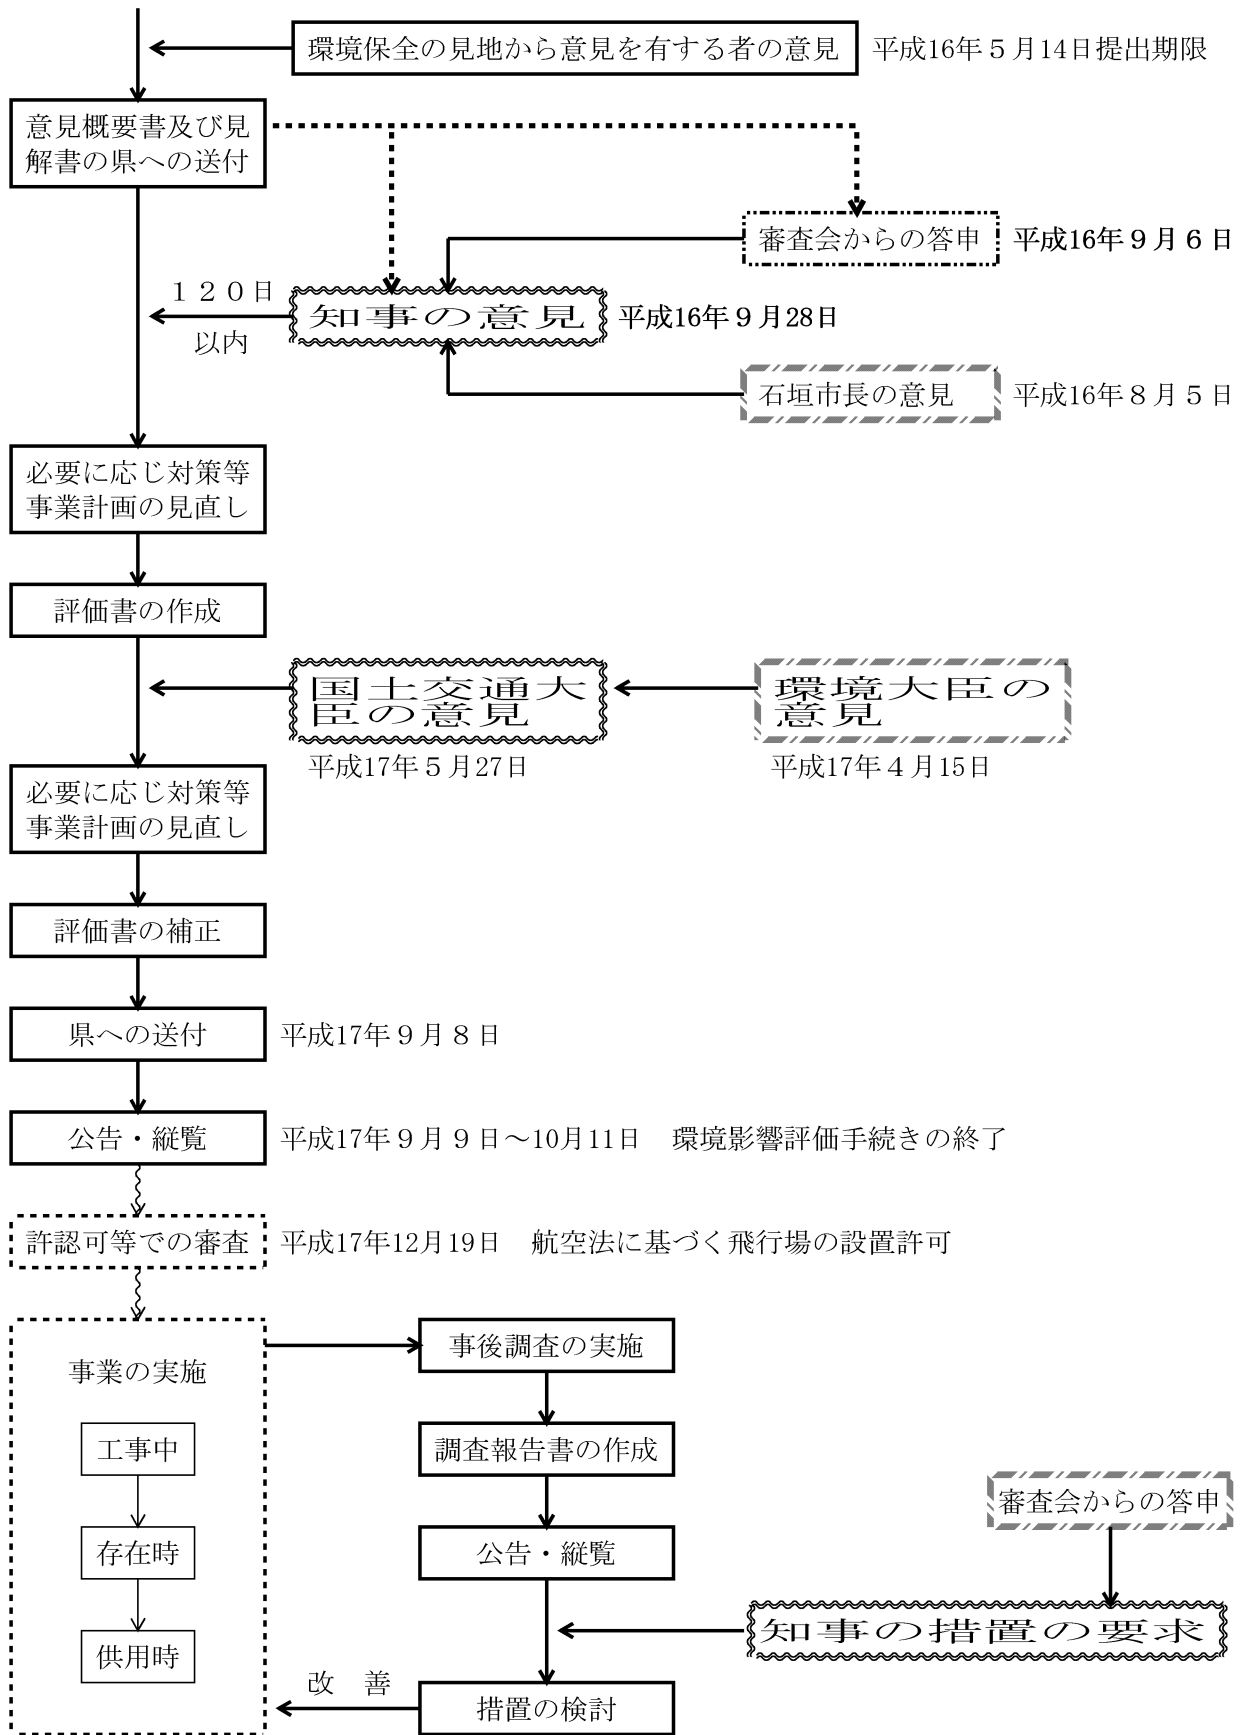 環境保全の見地から意見を有する者の意見　平成16年５月14日提出期限
意見概要書及び見
解書の県への送付
審査会からの答申　平成16年９月６日
１２０日
知事の意見　平成16年９月28日
以内
石垣市長の意見　平成16年８月５日
必要に応じ対策等
事業計画の見直し
評価書の作成
国土交通大
臣の意見
環境大臣の
意見
平成17年５月27日
平成17年４月15日
必要に応じ対策等
事業計画の見直し
評価書の補正
県への送付　平成17年９月８日
公告・縦覧　平成17年９月９日～10月11日　環境影響評価手続きの終了
許認可等での審査　平成17年12月19日　航空法に基づく飛行場の設置許可
事業の実施
工事中
存在時
供用時
事後調査の実施
調査報告書の作成
公告・縦覧
審査会からの答申
知事の措置の要求
改　善
措置の検討